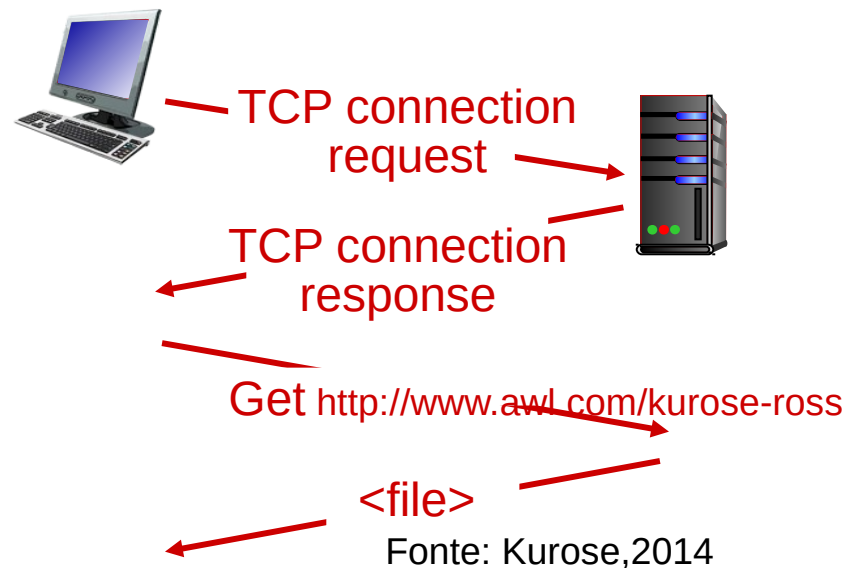 TCP connection
request
TCP connection
response
Get http://www.awl.com/kurose-ross
<file>
Fonte: Kurose,2014